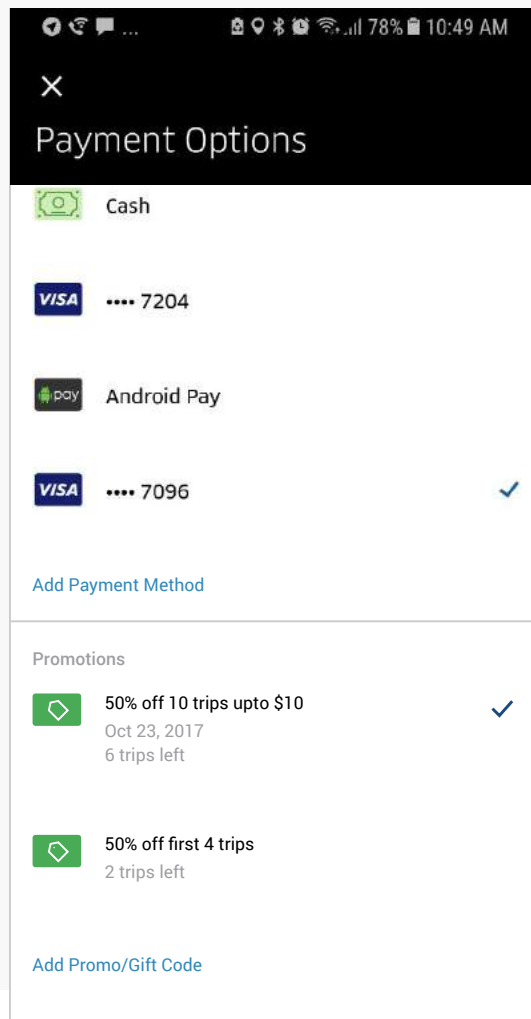 ... 78% 10:49 AM
Payment Options
Cash
VISA •••• 7204
pay Android Pay
VISA •••• 7096
Add Payment Method
Promotions
50% off 10 trips upto $10
Oct 23, 2017
6 trips left
50% off first 4 trips
2 trips left
Add Promo/Gift Code